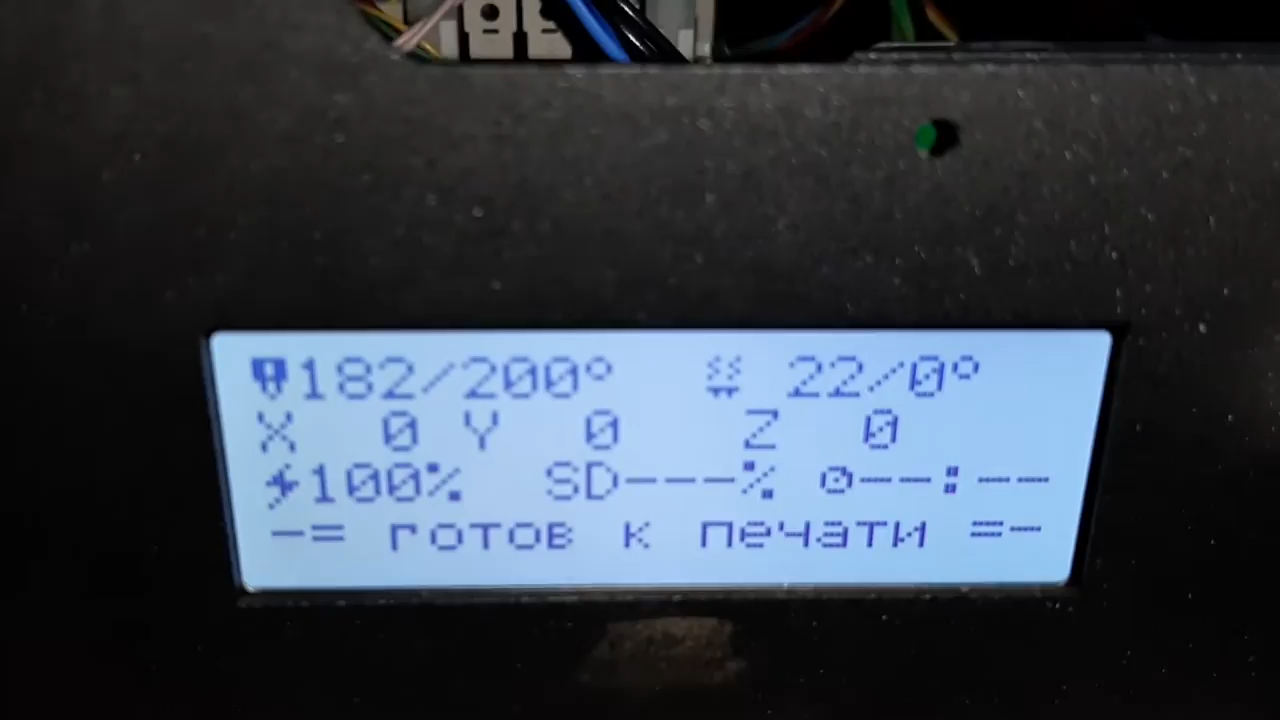 182/200° 22/0°
X 0 Y 0 Z 0
100% SD---% --:--
-= готов к печати =-